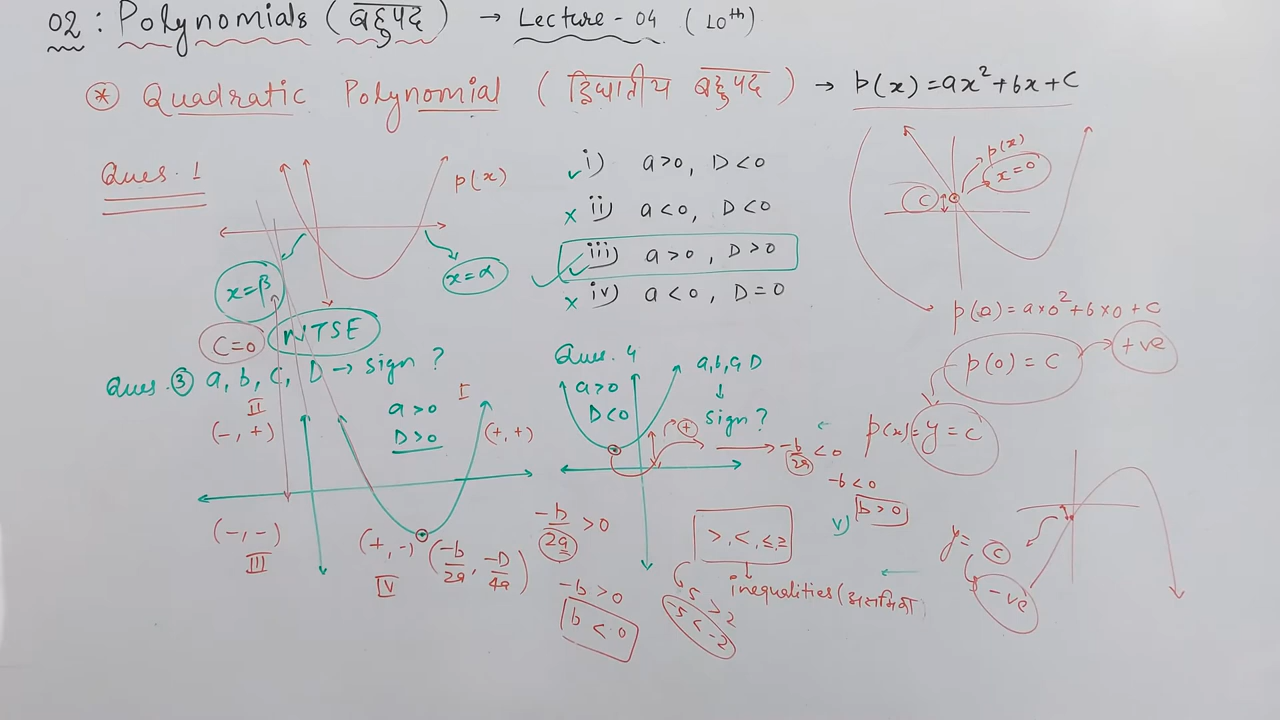 02 : Polynomials (बहुपद) → Lecture - 04 (10th)
* Quadratic Polynomial (द्विघातीय बहुपद) → p(x) = ax² + bx + c
Ques. 1
p(x)
x=β
x=α
C=0
NTSE
✓ i) a>0, D<0
x ii) a<0, D<0
✓ iii) a>0, D>0
x iv) a<0, D=0
p(x)
x=0
C
p(0) = a×0² + b×0 + c
p(0) = C → +ve
p(x) = y = c
Ques. 3 a, b, c, D → sign ?
II
(-, +)
a>0
D>0
I
(+, +)
(-, -)
III
(+, -)
IV
(-b/2a, -D/4a)
-b/2a > 0
-b > 0
b < 0
Ques. 4
a>0
D<0
a, b, c, D
↓
sign ?
(+)
→ -b/2a < 0
-b < 0
b > 0
v)
>, <, ≤, ≥
inequalities
5 > 2
-5 < -2
y = C
-ve